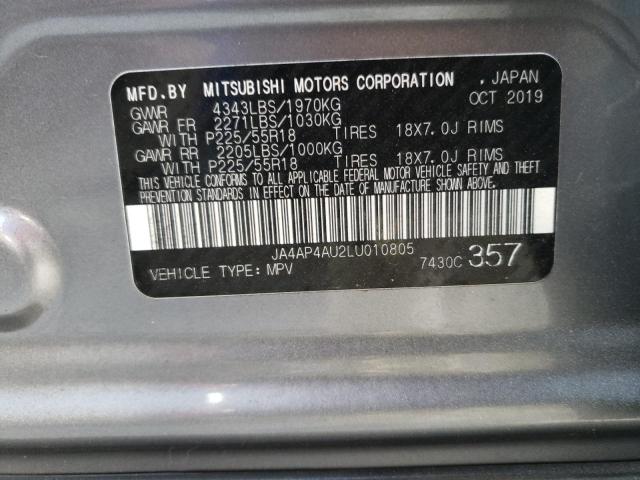 MFD.BY MITSUBISHI MOTORS CORPORATION , JAPAN
GVWR 4343LBS/1970KG OCT 2019
GAWR FR 2271LBS/1030KG
WITH P225/55R18 TIRES 18X7.0J RIMS
GAWR RR 2205LBS/1000KG
WITH P225/55R18 TIRES 18X7.0J RIMS
THIS VEHICLE CONFORMS TO ALL APPLICABLE FEDERAL MOTOR VEHICLE SAFETY AND THEFT
PREVENTION STANDARDS IN EFFECT ON THE DATE OF MANUFACTURE SHOWN ABOVE.
JA4AP4AU2LU010805
VEHICLE TYPE: MPV 7430C 357